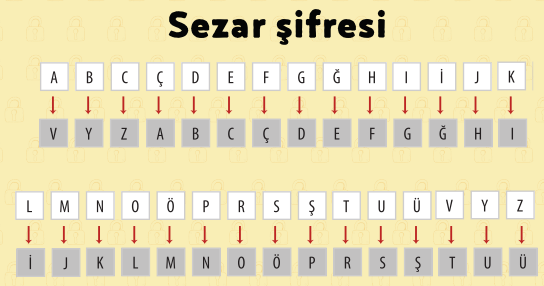 Sezar şifresi
A B C Ç D E F G Ğ H I İ J K
V Y Z A B C Ç D E F G Ğ H I
L M N O Ö P R S Ş T U Ü V Y Z
İ J K L M N O Ö P R S Ş T U Ü